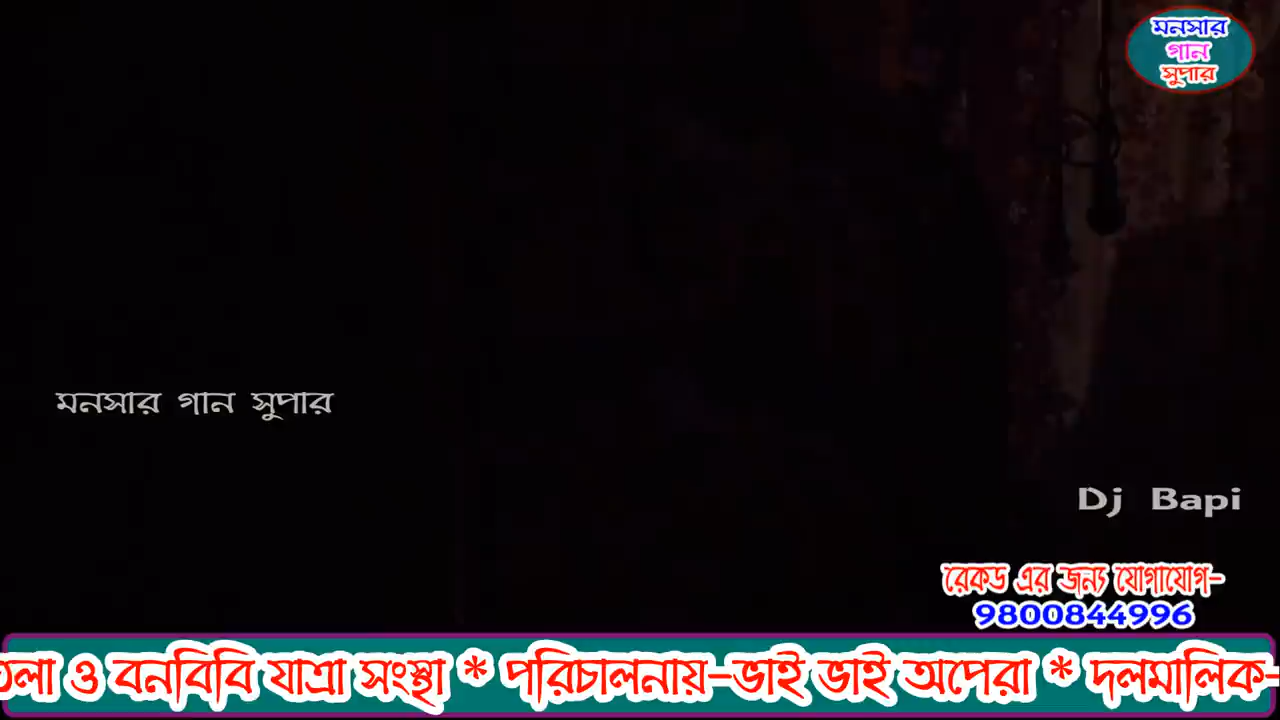 মনসার
গান
সুপার
মনসার গান সুপার
Dj Bapi
রেকড এর জন্য যোগাযোগ-
9800844996
ও বনবিবি যাত্রা সংস্থা * পরিচালনায়-ভাই ভাই অপেরা * দলমালিক-